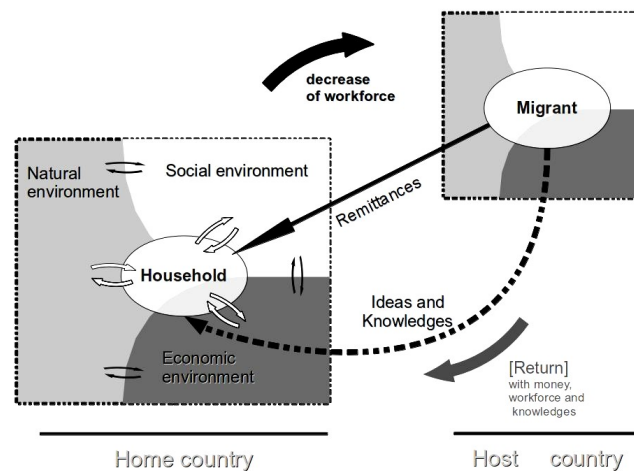 decrease
of workforce
Migrant
Natural
environment
Social environment
Remittances
Household
Ideas and
Knowledges
Economic
environment
[Return]
with money,
workforce and
knowledges
Home country
Host country